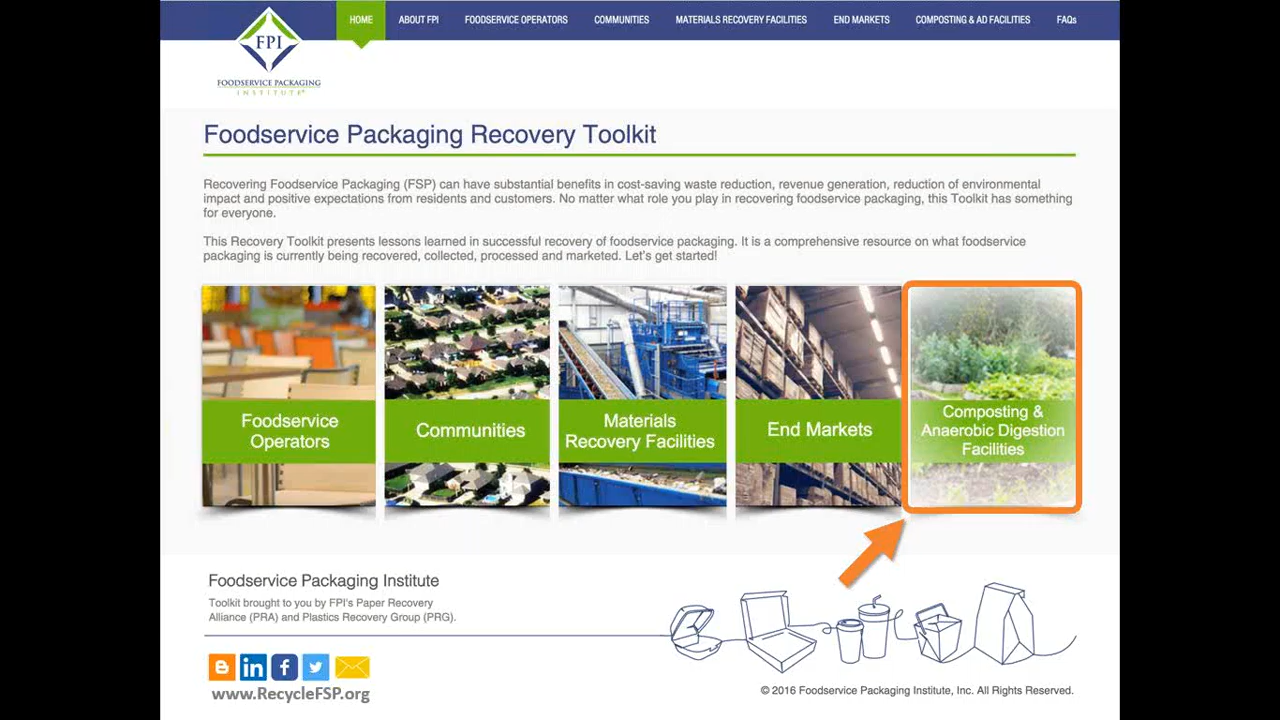 HOME
ABOUT FPI
FOODSERVICE OPERATORS
COMMUNITIES
MATERIALS RECOVERY FACILITIES
END MARKETS
COMPOSTING & AD FACILITIES
FAQs
FPI
FOODSERVICE PACKAGING
INSTITUTE®
Foodservice Packaging Recovery Toolkit
Recovering Foodservice Packaging (FSP) can have substantial benefits in cost-saving waste reduction, revenue generation, reduction of environmental
impact and positive expectations from residents and customers. No matter what role you play in recovering foodservice packaging, this Toolkit has something
for everyone.
This Recovery Toolkit presents lessons learned in successful recovery of foodservice packaging. It is a comprehensive resource on what foodservice
packaging is currently being recovered, collected, processed and marketed. Let's get started!
Foodservice
Operators
Communities
Materials
Recovery Facilities
End Markets
Composting &
Anaerobic Digestion
Facilities
Foodservice Packaging Institute
Toolkit brought to you by FPI's Paper Recovery
Alliance (PRA) and Plastics Recovery Group (PRG).
www.RecycleFSP.org
© 2016 Foodservice Packaging Institute, Inc. All Rights Reserved.